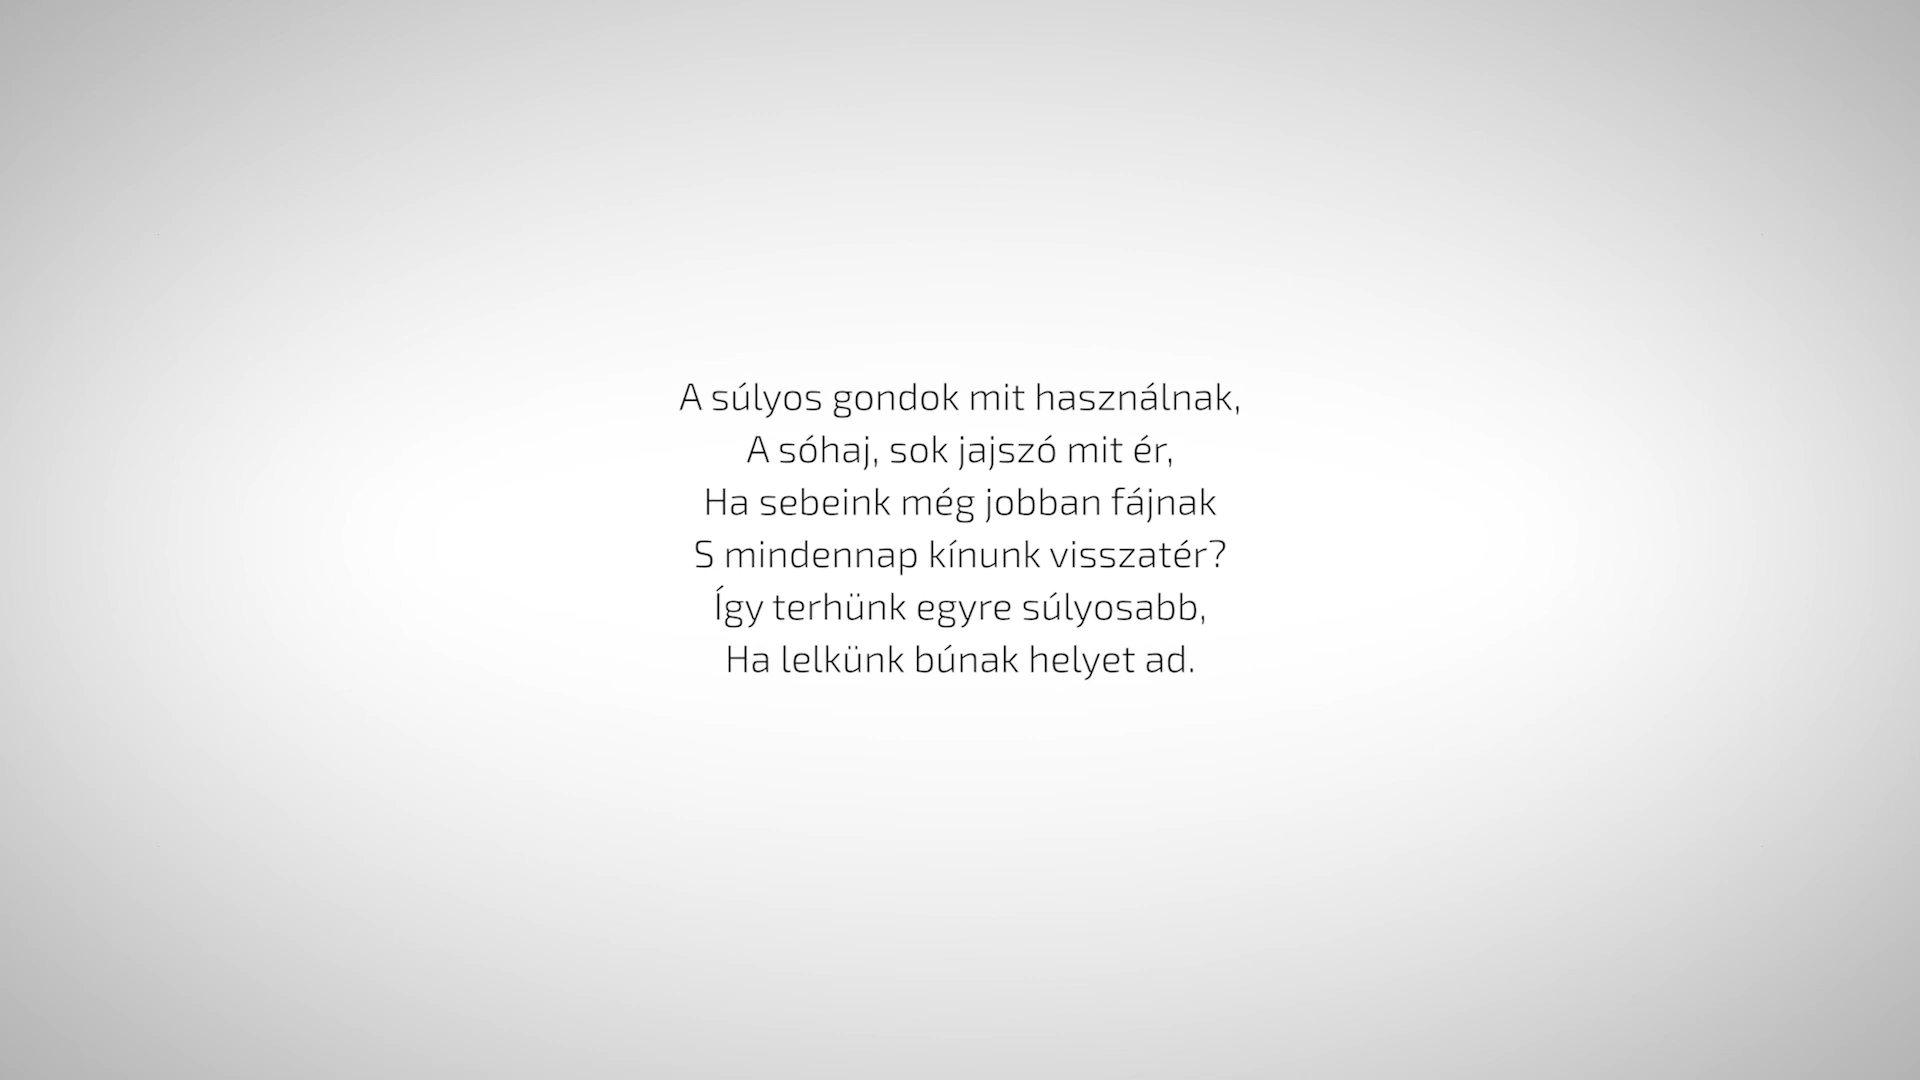 A súlyos gondok mit használnak,
A sóhaj, sok jajszó mit ér,
Ha sebeink még jobban fájnak
S mindennap kínunk visszatér?
Így terhünk egyre súlyosabb,
Ha lelkünk búnak helyet ad.